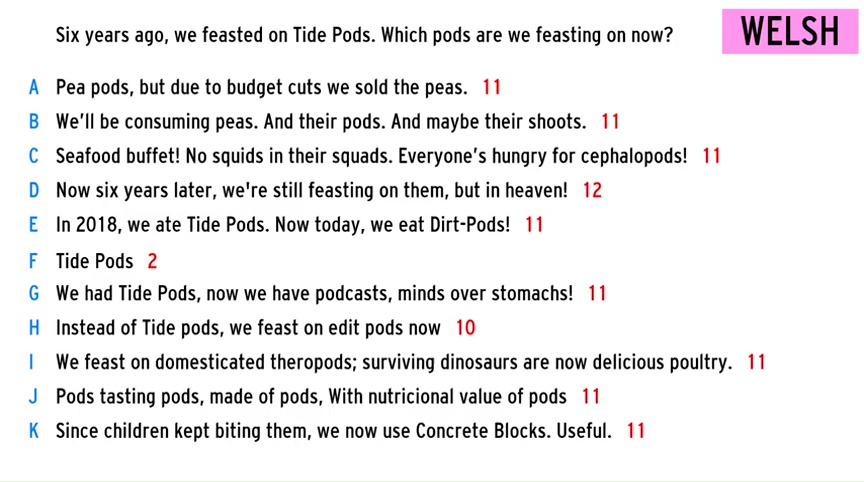 Six years ago, we feasted on Tide Pods. Which pods are we feasting on now?
WELSH
A Pea pods, but due to budget cuts we sold the peas. 11
B We'll be consuming peas. And their pods. And maybe their shoots. 11
C Seafood buffet! No squids in their squads. Everyone's hungry for cephalopods! 11
D Now six years later, we're still feasting on them, but in heaven! 12
E In 2018, we ate Tide Pods. Now today, we eat Dirt-Pods! 11
F Tide Pods 2
G We had Tide Pods, now we have podcasts, minds over stomachs! 11
H Instead of Tide pods, we feast on edit pods now 10
I We feast on domesticated theropods; surviving dinosaurs are now delicious poultry. 11
J Pods tasting pods, made of pods, With nutricional value of pods 11
K Since children kept biting them, we now use Concrete Blocks. Useful. 11